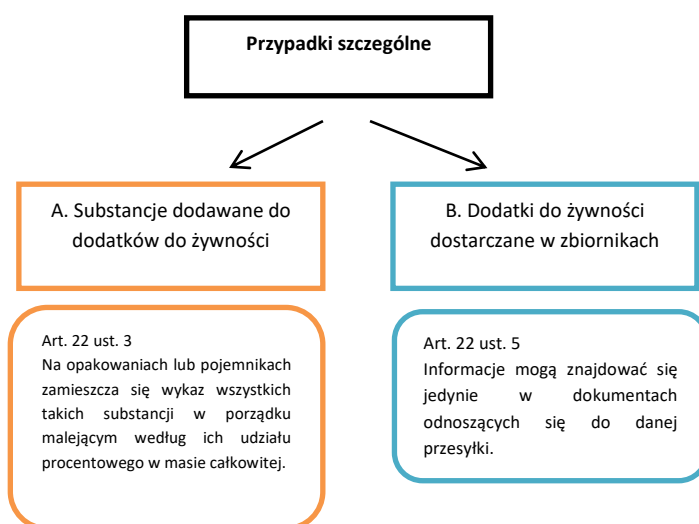 Przypadki szczególne
A. Substancje dodawane do
dodatków do żywności
B. Dodatki do żywności
dostarczane w zbiornikach
Art. 22 ust. 3
Na opakowaniach lub pojemnikach
zamieszcza się wykaz wszystkich
takich substancji w porządku
malejącym według ich udziału
procentowego w masie całkowitej.
Art. 22 ust. 5
Informacje mogą znajdować się
jedynie w dokumentach
odnoszących się do danej
przesyłki.